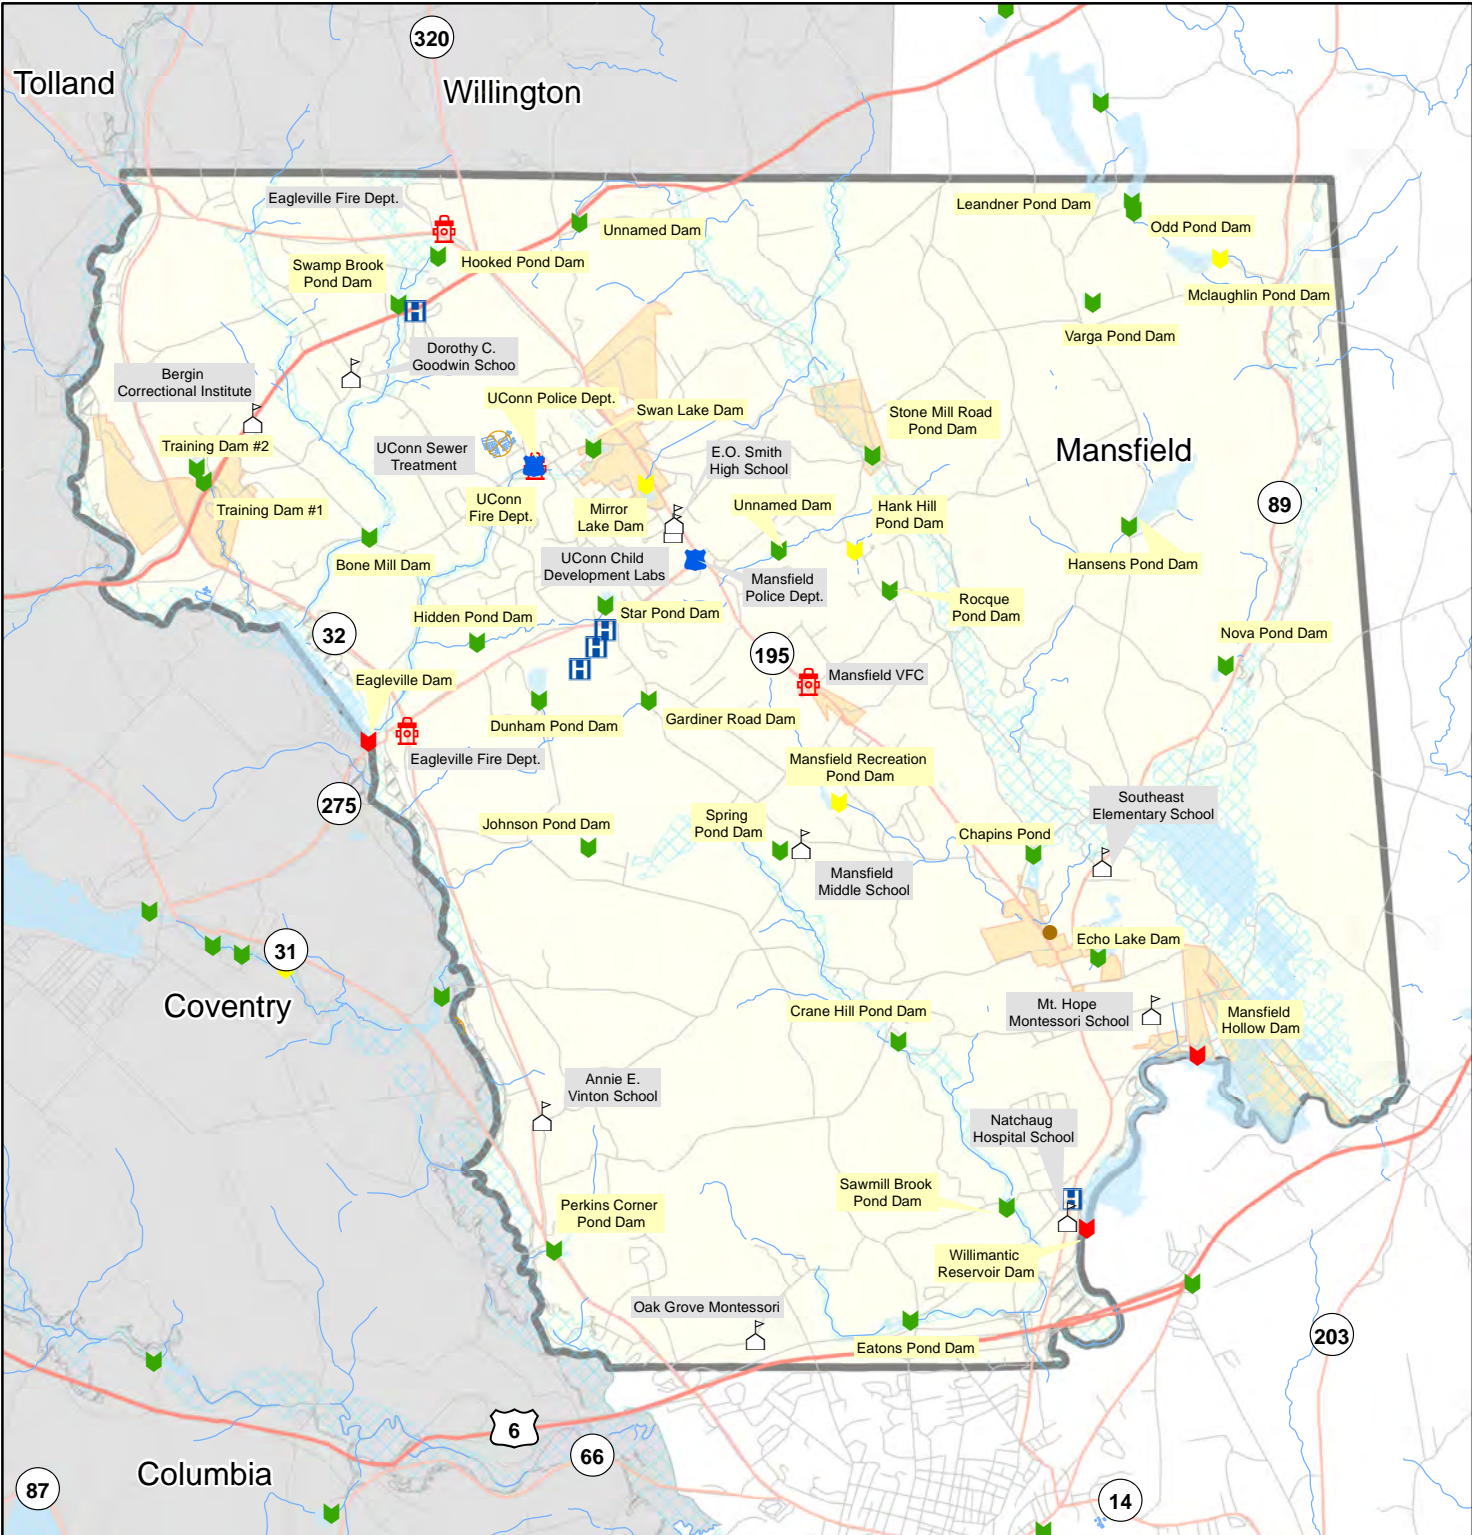 320
Tolland
Willington
Eagleville Fire Dept.
Leandner Pond Dam
Unnamed Dam
Odd Pond Dam
Hooked Pond Dam
Swamp Brook
Pond Dam
H
Mclaughlin Pond Dam
Varga Pond Dam
Dorothy C.
Goodwin Schoo
Bergin
Correctional Institute
UConn Police Dept.
Swan Lake Dam
Stone Mill Road
Pond Dam
Training Dam #2
UConn Sewer
Treatment
E.O. Smith
High School
Mansfield
Training Dam #1
UConn
Fire Dept.
Mirror
Lake Dam
Unnamed Dam
Hank Hill
Pond Dam
89
Bone Mill Dam
UConn Child
Development Labs
Mansfield
Police Dept.
Hansens Pond Dam
Hidden Pond Dam
Star Pond Dam
Rocque
Pond Dam
32
H
H
H
Nova Pond Dam
195
Eagleville Dam
Mansfield VFC
Dunham Pond Dam
Gardiner Road Dam
Eagleville Fire Dept.
Mansfield Recreation
Pond Dam
275
Southeast
Elementary School
Johnson Pond Dam
Spring
Pond Dam
Chapins Pond
Mansfield
Middle School
31
Echo Lake Dam
Coventry
Crane Hill Pond Dam
Mt. Hope
Montessori School
Mansfield
Hollow Dam
Annie E.
Vinton School
Natchaug
Hospital School
Sawmill Brook
Pond Dam
H
Perkins Corner
Pond Dam
Willimantic
Reservoir Dam
Oak Grove Montessori
Eatons Pond Dam
203
6
66
Columbia
87
14